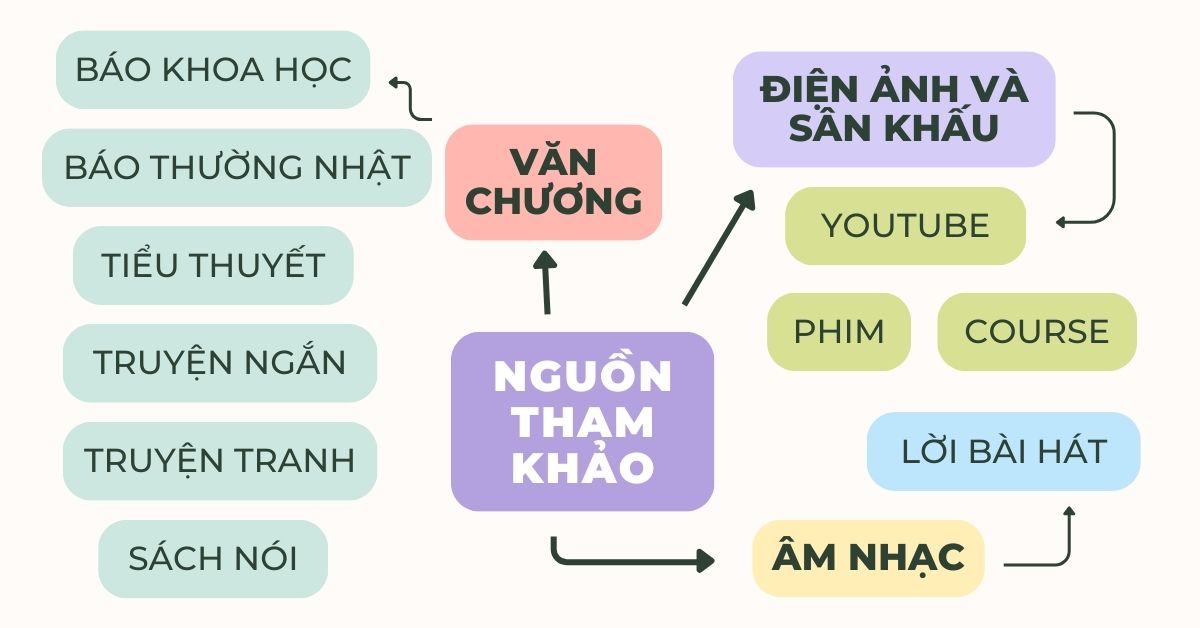 BÁO KHOA HỌC
BÁO THƯỜNG NHẬT
TIỂU THUYẾT
TRUYỆN NGẮN
TRUYỆN TRANH
SÁCH NÓI
VĂN
CHƯƠNG
NGUỒN
THAM
KHẢO
ĐIỆN ẢNH VÀ
SÂN KHẤU
YOUTUBE
PHIM
COURSE
LỜI BÀI HÁT
ÂM NHẠC